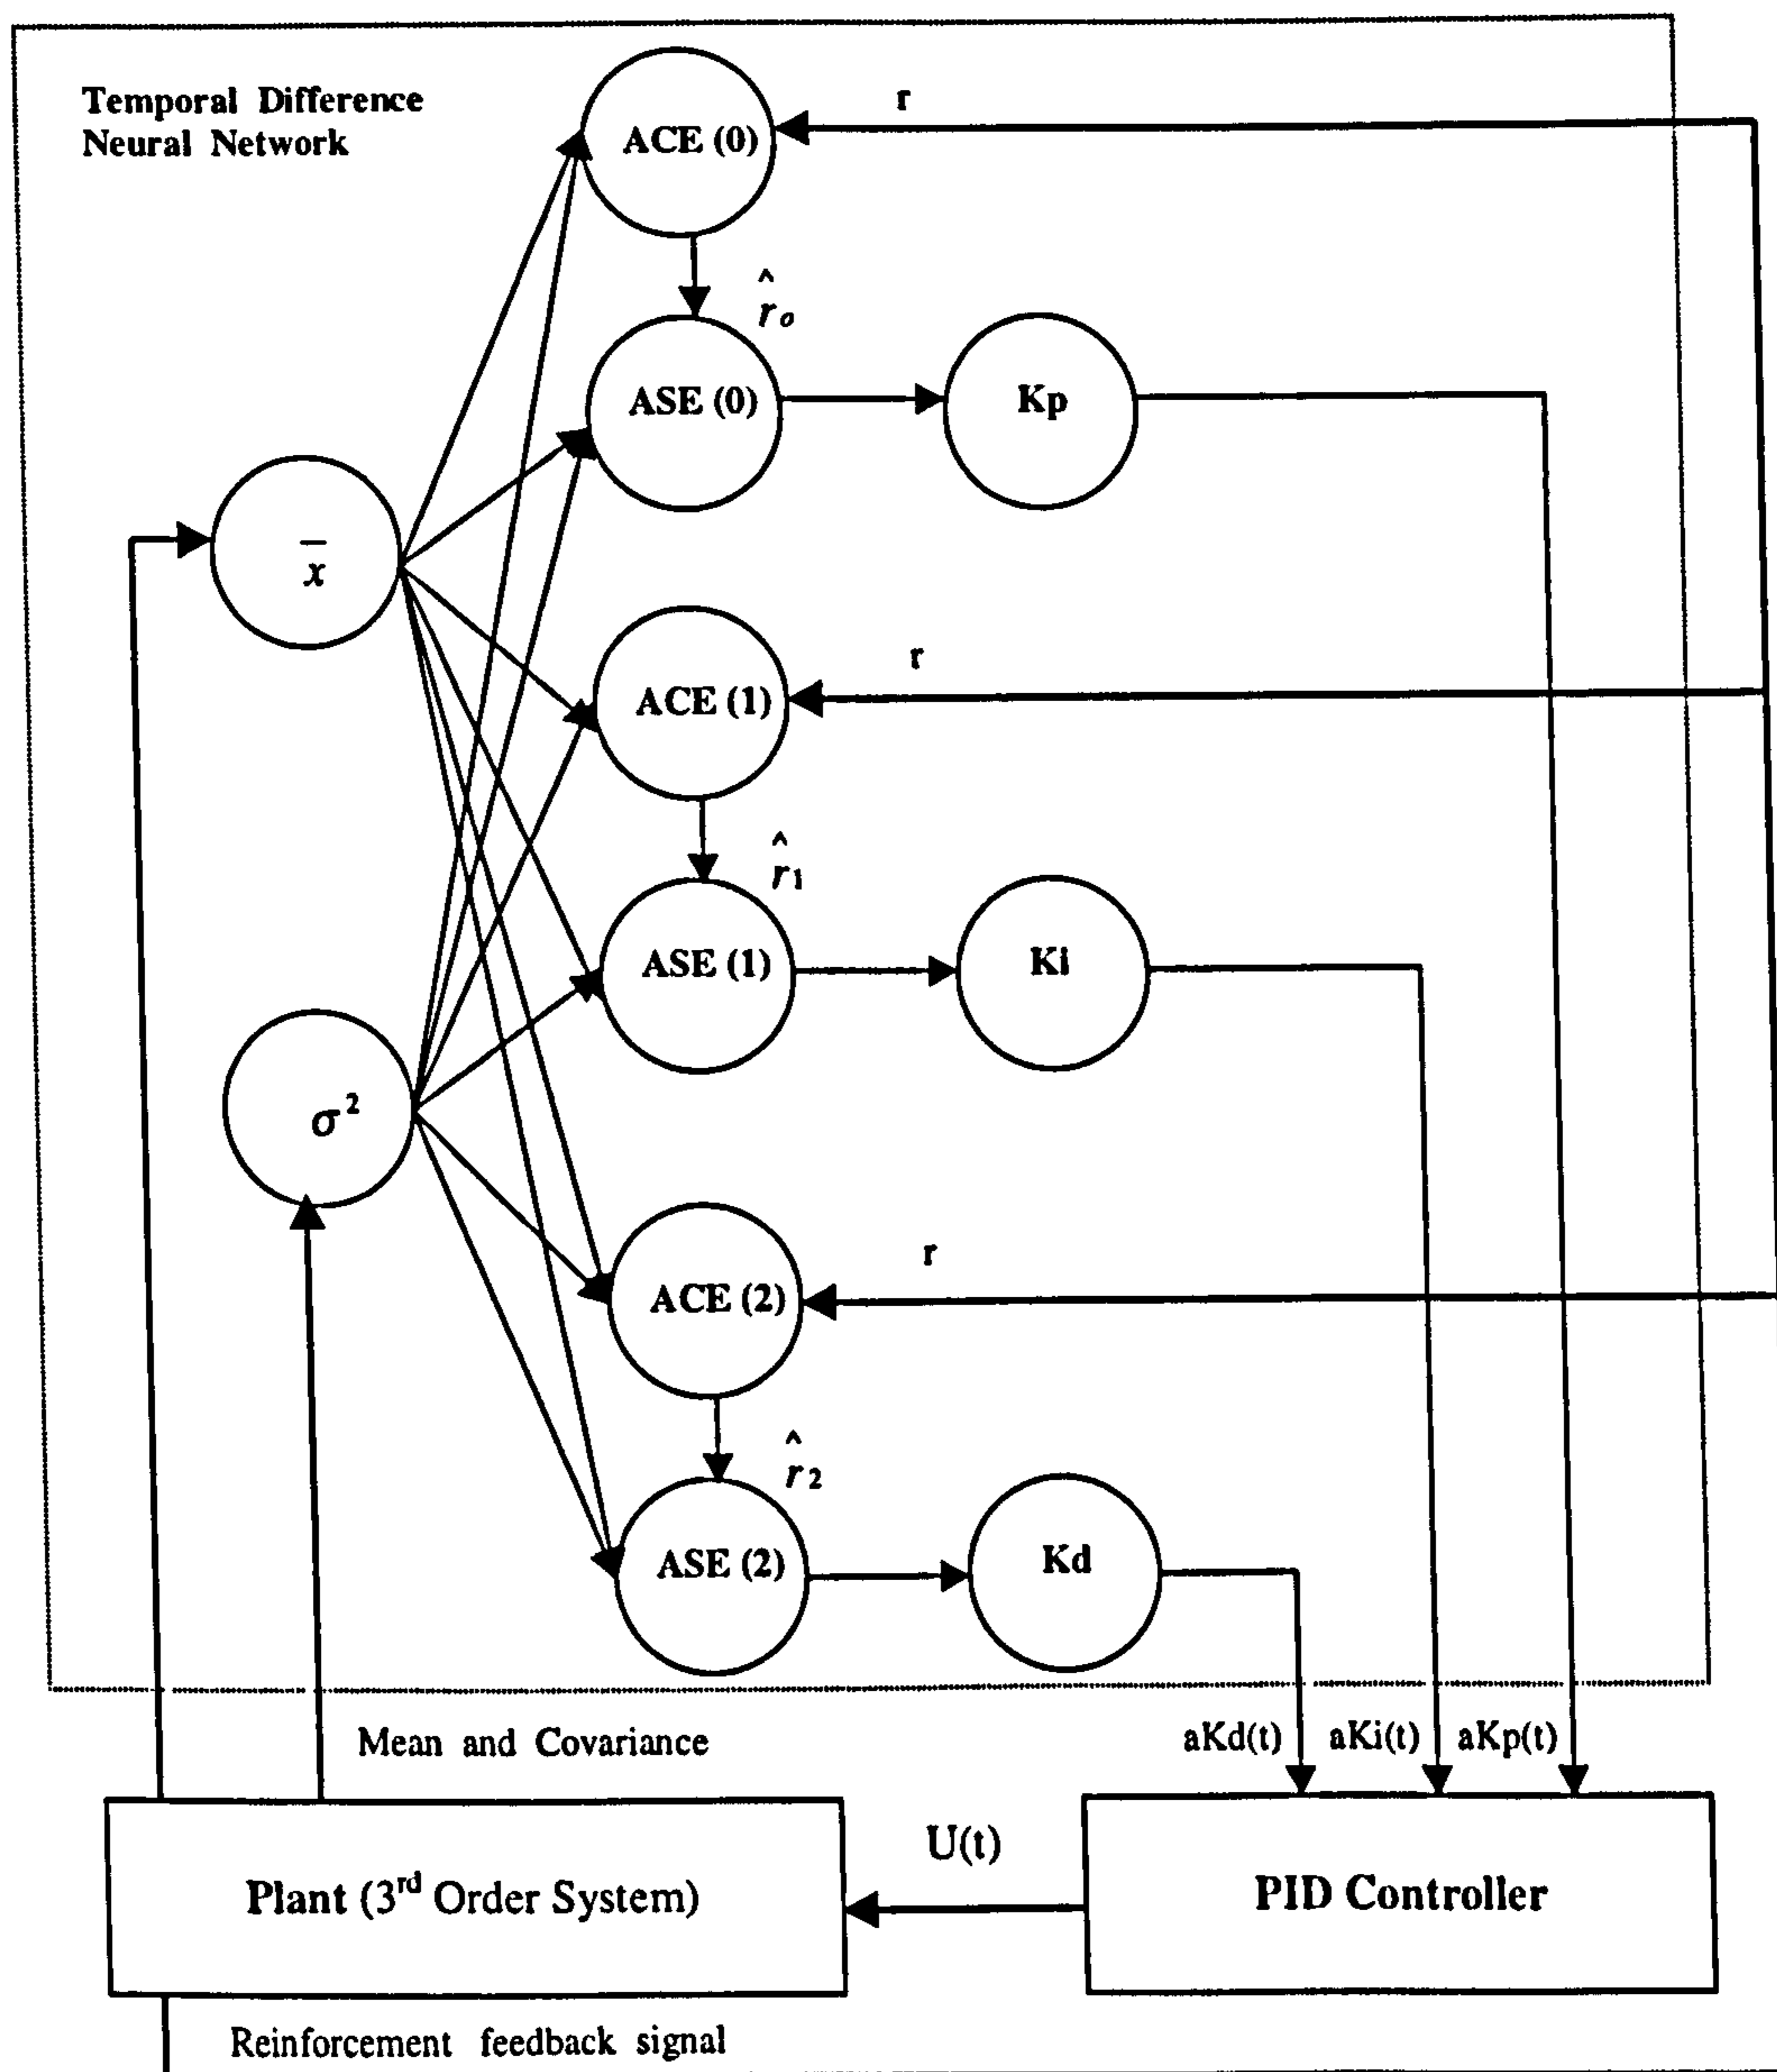 Temporal Difference
Neural Network
ACE (0)
r
r̂o
ASE (0)
Kp
x̄
ACE (1)
r
r̂1
ASE (1)
Ki
σ²
ACE (2)
r
r̂2
ASE (2)
Kd
Mean and Covariance
aKd(t) aKi(t) aKp(t)
U(t)
Plant (3rd Order System)
PID Controller
Reinforcement feedback signal